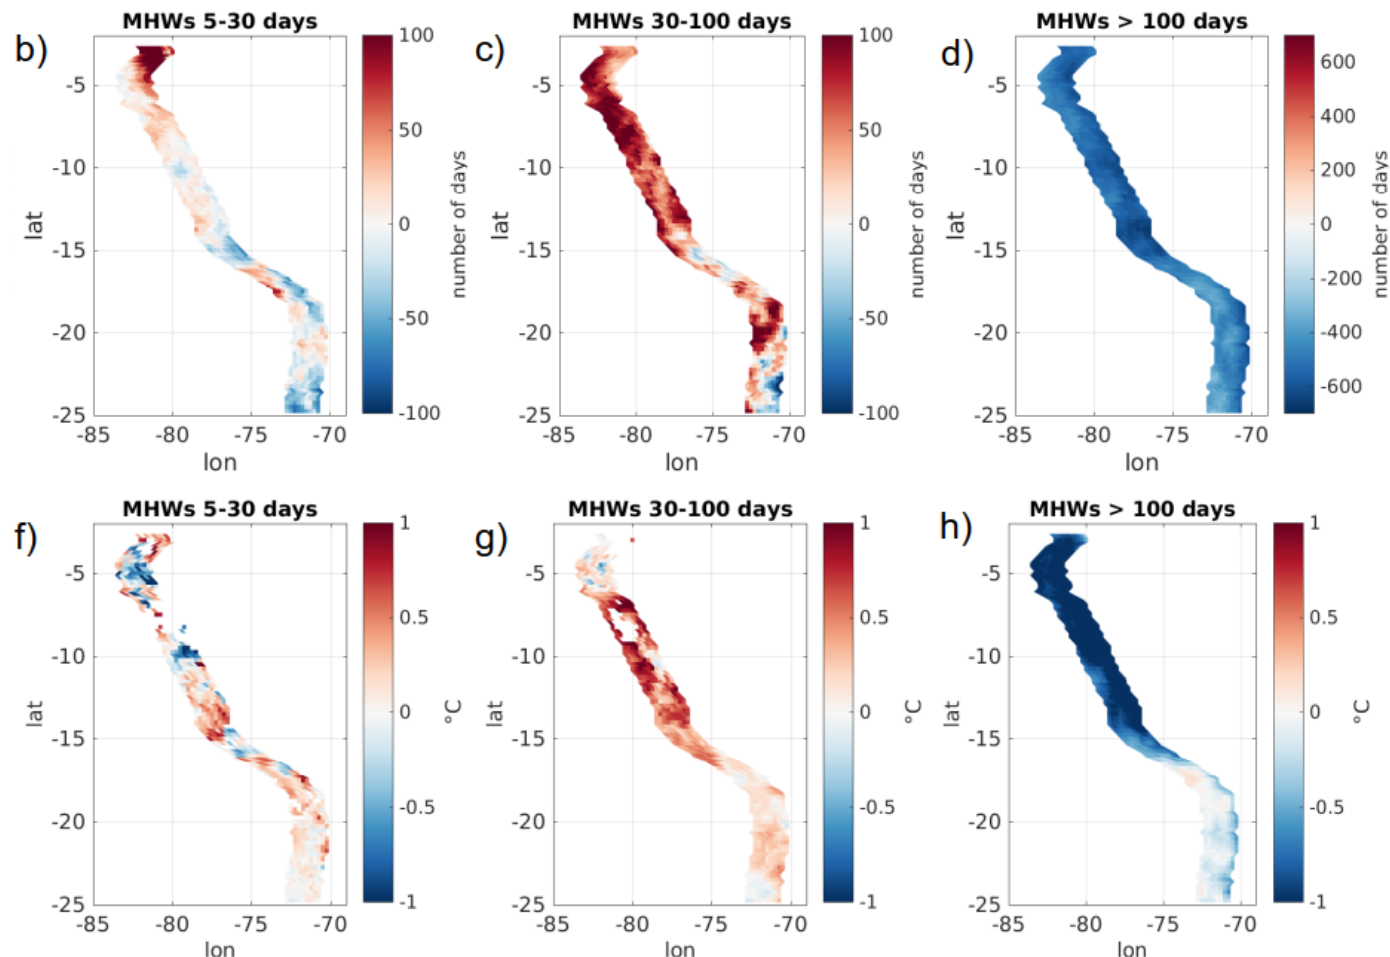 b)
MHWs 5-30 days
100
50
0
-50
-100
number of days
lat
-5
-10
-15
-20
-25
-85 -80 -75 -70
lon
c)
MHWs 30-100 days
100
50
0
-50
-100
number of days
lat
-5
-10
-15
-20
-25
-85 -80 -75 -70
lon
d)
MHWs > 100 days
600
400
200
0
-200
-400
-600
number of days
lat
-5
-10
-15
-20
-25
-85 -80 -75 -70
lon
f)
MHWs 5-30 days
1
0.5
0
-0.5
-1
°C
lat
-5
-10
-15
-20
-25
-85 -80 -75 -70
lon
g)
MHWs 30-100 days
1
0.5
0
-0.5
-1
°C
lat
-5
-10
-15
-20
-25
-85 -80 -75 -70
lon
h)
MHWs > 100 days
1
0.5
0
-0.5
-1
°C
lat
-5
-10
-15
-20
-25
-85 -80 -75 -70
lon